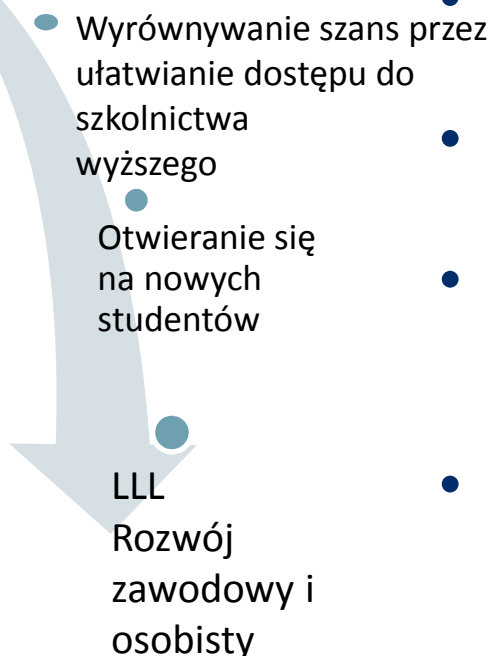 Wyrównywanie szans przez
ułatwianie dostępu do
szkolnictwa
wyższego
Otwieranie się
na nowych
studentów
LLL
Rozwój
zawodowy i
osobisty